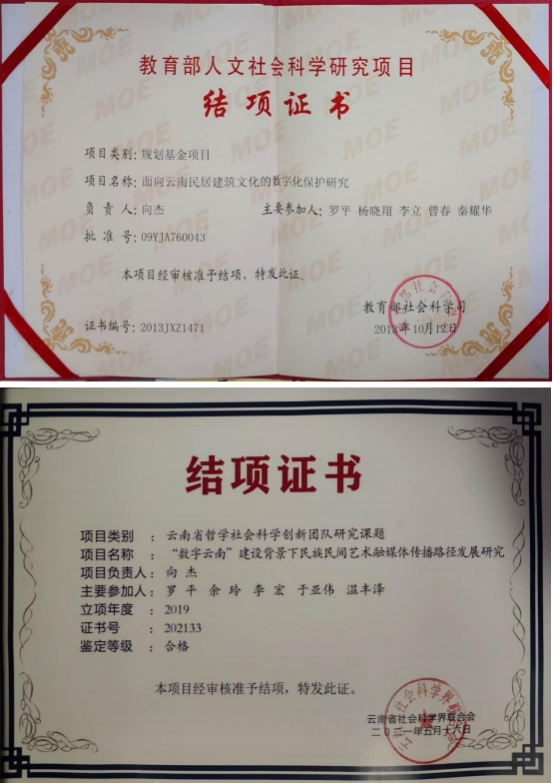 教育部人文社会科学研究项目
结项证书
项目类别：规划基金项目
项目名称：面向云南民居建筑文化的数字化保护研究
负责人：向杰 主要参加人：罗平 杨晓翔 李立 曾春 秦耀华
批准号：09YJA760043
本项目经审核准予结项，特发此证。
教育部社会科学司
证书编号：2013JXZ1471
2013年10月12日
结项证书
项目类别：云南省哲学社会科学创新团队研究课题
项目名称：“数字云南”建设背景下民族民间艺术融媒体传播路径发展研究
项目负责人：向 杰
主要参加人：罗 平 余 玲 李 宏 于亚伟 温丰泽
立项年度：2019
证书号：202133
鉴定等级：合格
本项目经审核准予结项，特发此证。
云南省社会科学界联合会
二〇二一年五月十八日